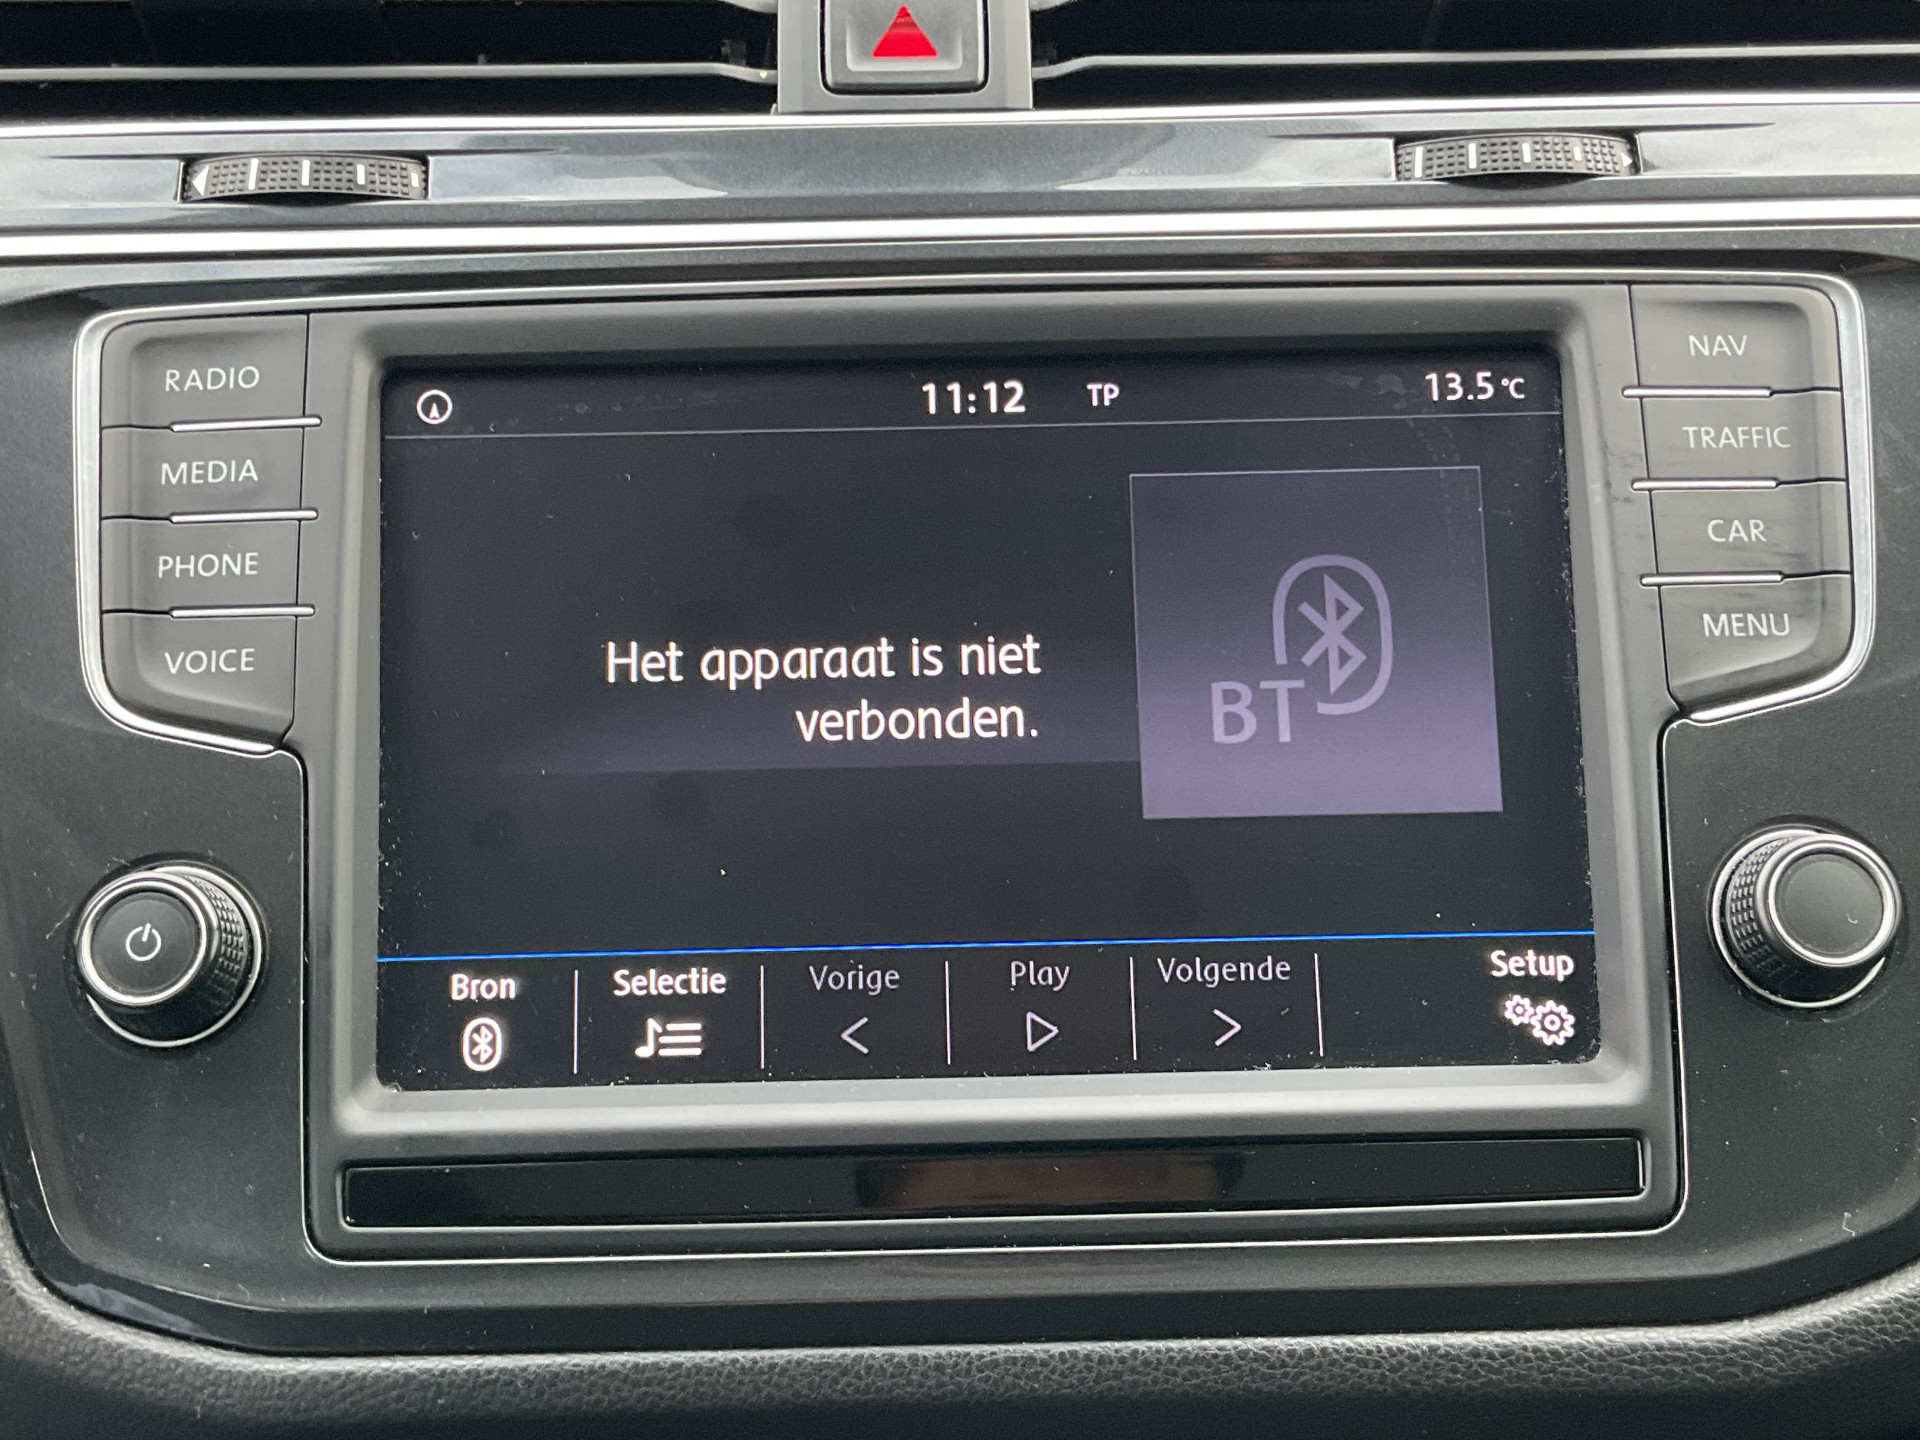 RADIO
MEDIA
PHONE
VOICE
11:12 TP 13.5 °C
Het apparaat is niet
verbonden.
BT
Bron
Selectie
Vorige
Play
Volgende
Setup
NAV
TRAFFIC
CAR
MENU